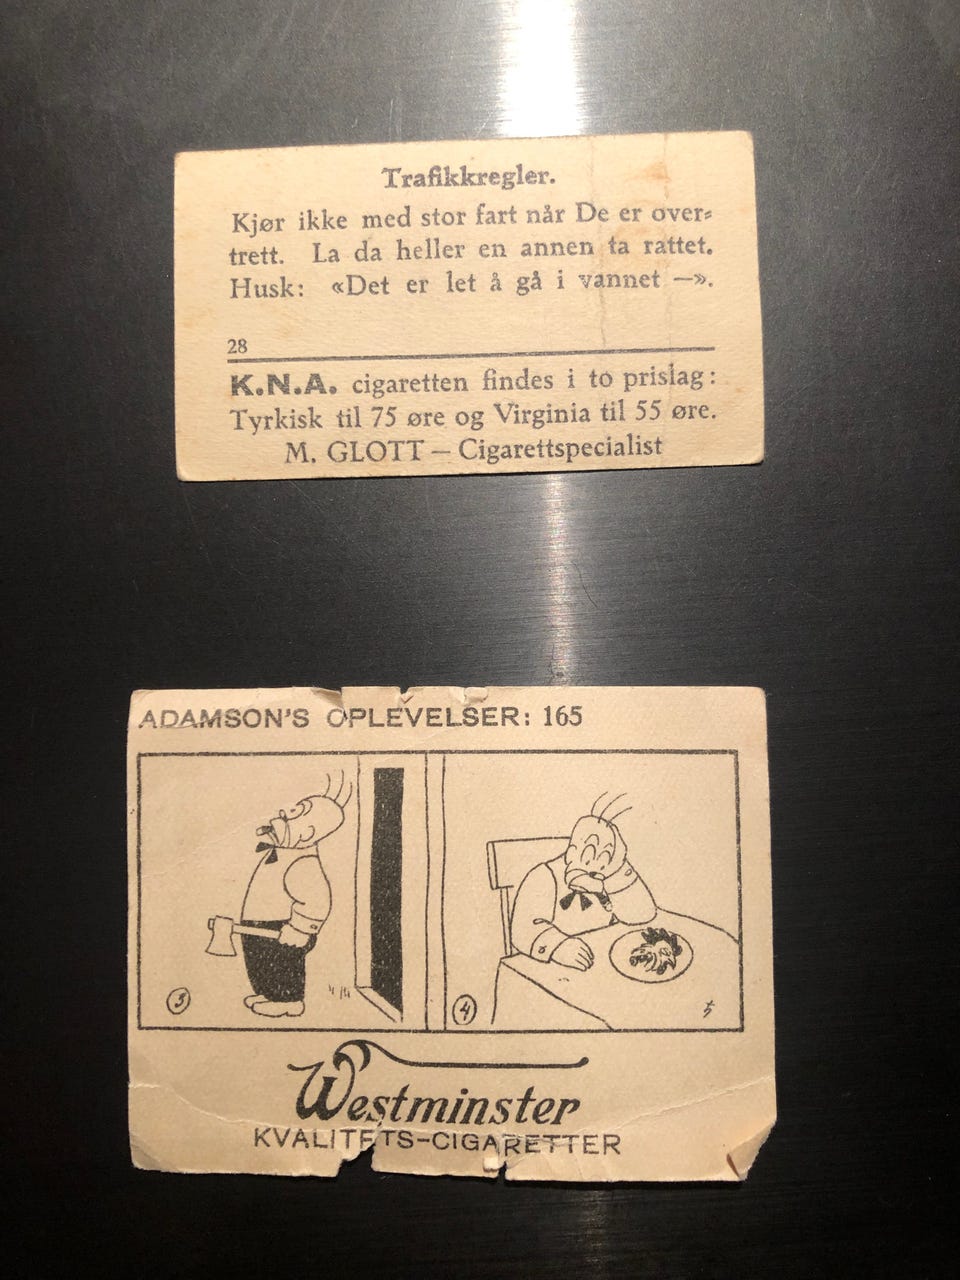 Trafikkregler.
Kjør ikke med stor fart når De er over=
trett. La da heller en annen ta rattet.
Husk: «Det er let å gå i vannet —».
28
K.N.A. cigaretten findes i to prislag:
Tyrkisk til 75 øre og Virginia til 55 øre.
M. GLOTT — Cigarettspecialist
ADAMSON'S OPLEVELSER: 165
3
4
Westminster
KVALITETS-CIGARETTER